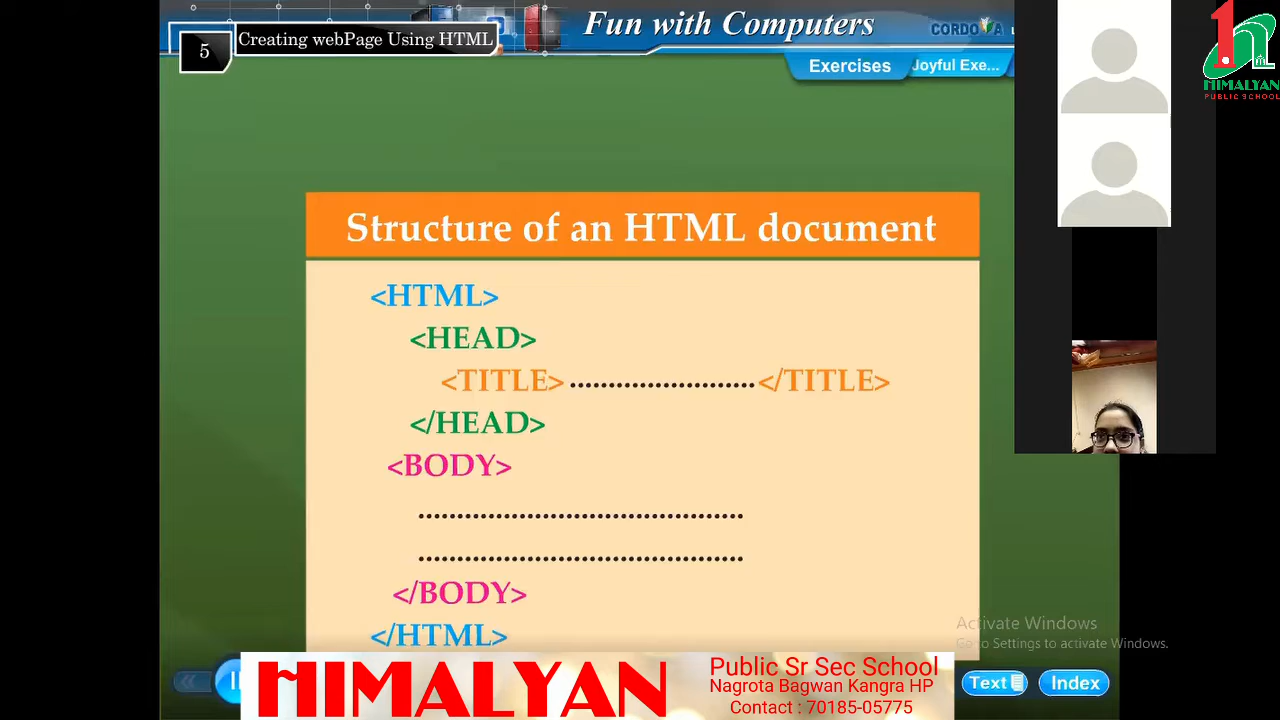 5
Creating webPage Using HTML
Fun with Computers
CORDOVA
Exercises
Joyful Exe...
HIMALYAN
PUBLIC SCHOOL
Structure of an HTML document
<HTML>
<HEAD>
<TITLE>........................</TITLE>
</HEAD>
<BODY>
..........................................
..........................................
</BODY>
</HTML>
Activate Windows
Go to Settings to activate Windows.
HIMALYAN
Public Sr Sec School
Nagrota Bagwan Kangra HP
Contact : 70185-05775
Text
Index